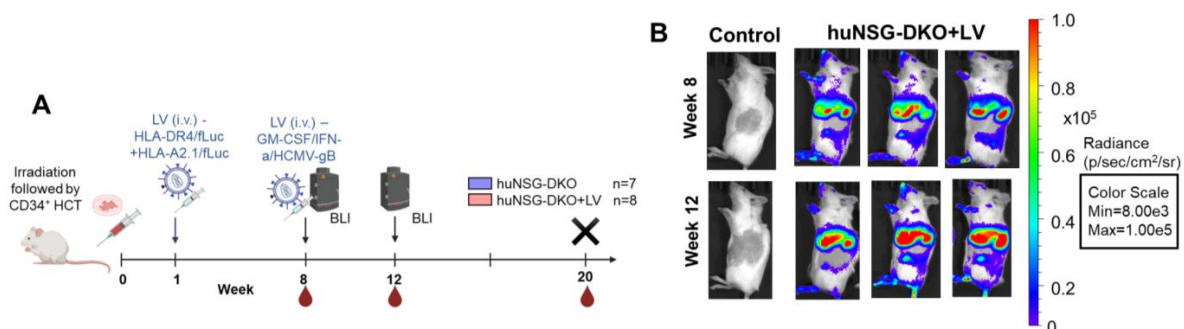 A
LV (i.v.) -
HLA-DR4/fLuc
+HLA-A2.1/fLuc
LV (i.v.) –
GM-CSF/IFN-
a/HCMV-gB
Irradiation
followed by
CD34⁺ HCT
BLI
BLI
huNSG-DKO n=7
huNSG-DKO+LV n=8
0 1 Week 8 12 20
B
Control huNSG-DKO+LV
Week 8
Week 12
1.0
0.8
x10⁵
0.6
0.4
0.2
0
Radiance
(p/sec/cm²/sr)
Color Scale
Min=8.00e3
Max=1.00e5